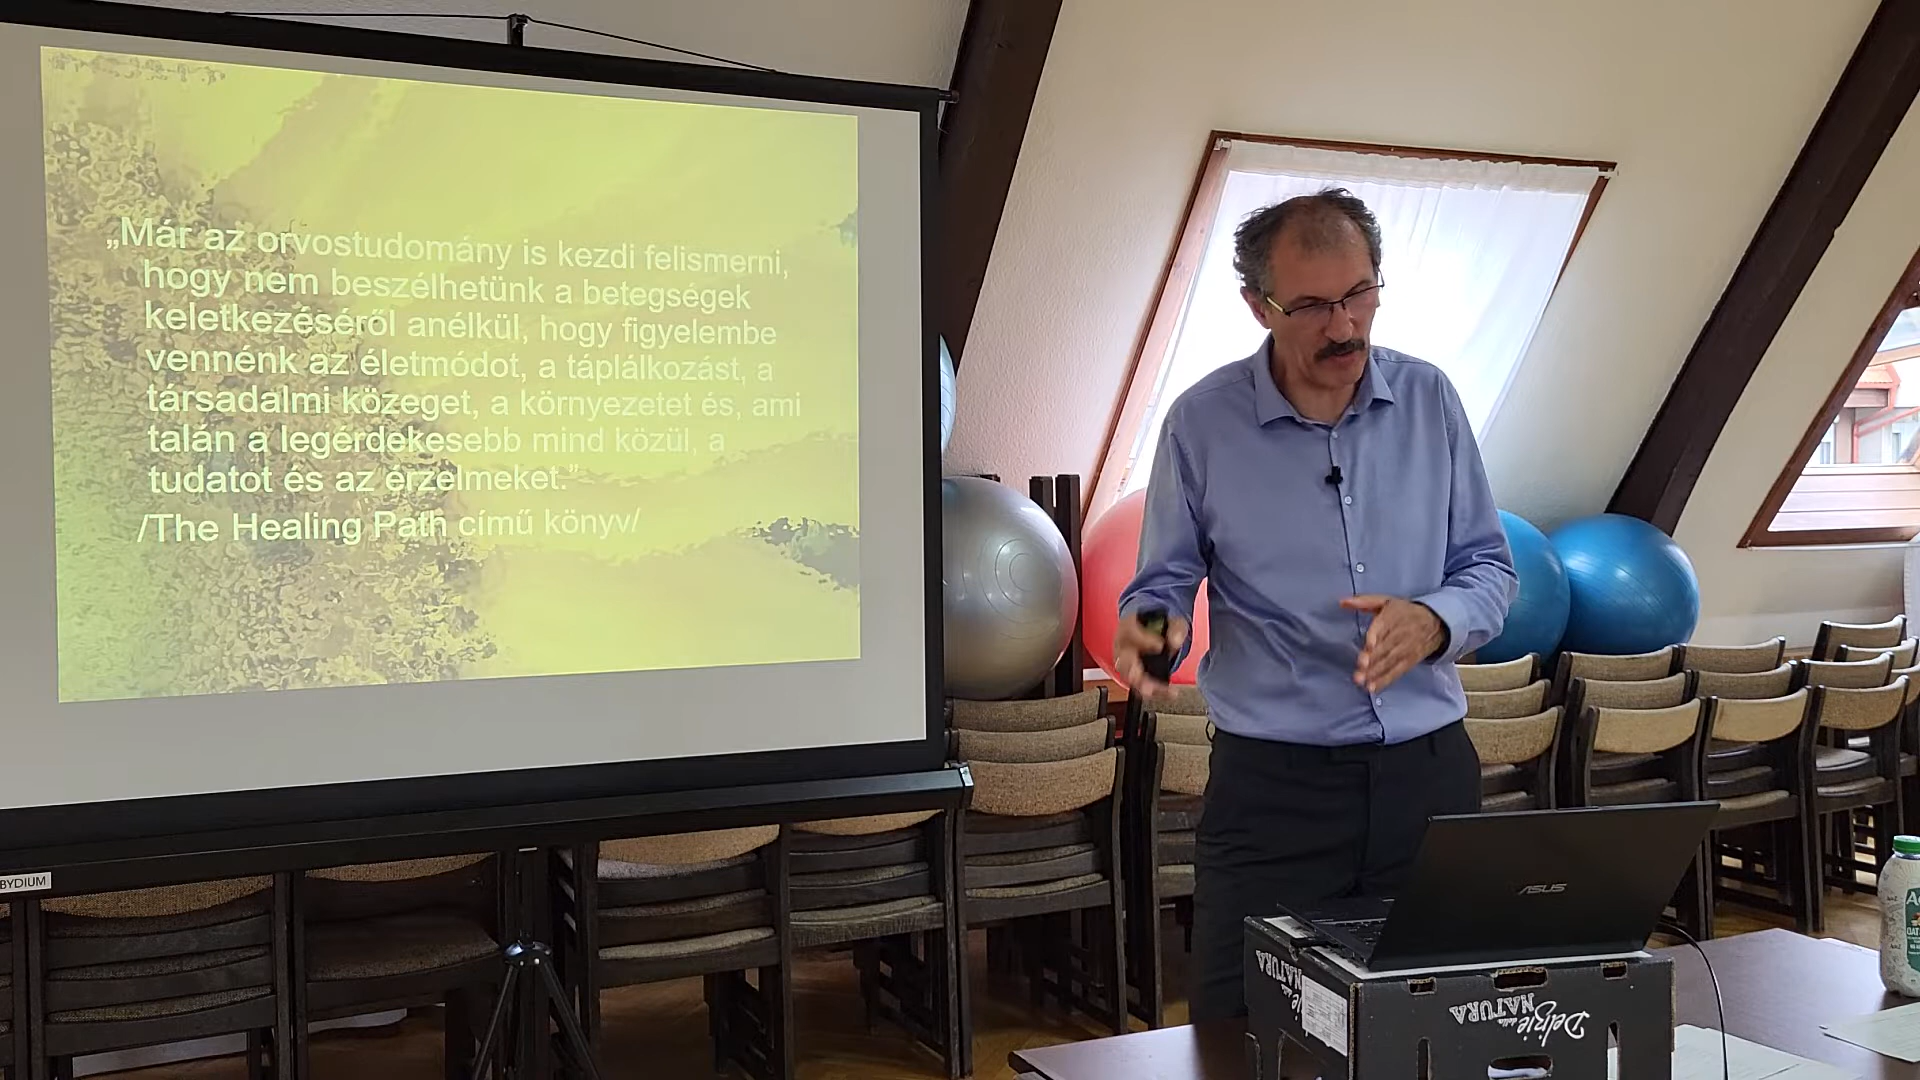 „Már az orvostudomány is kezdi felismerni,
hogy nem beszélhetünk a betegségek
keletkezéséről anélkül, hogy figyelembe
vennénk az életmódot, a táplálkozást, a
társadalmi közeget, a környezetet és, ami
talán a legérdekesebb mind közül, a
tudatot és az érzelmeket.”
/The Healing Path című könyv/
BYDIUM
ASUS
NATURA
Delizie dalla
NATURA
OAT